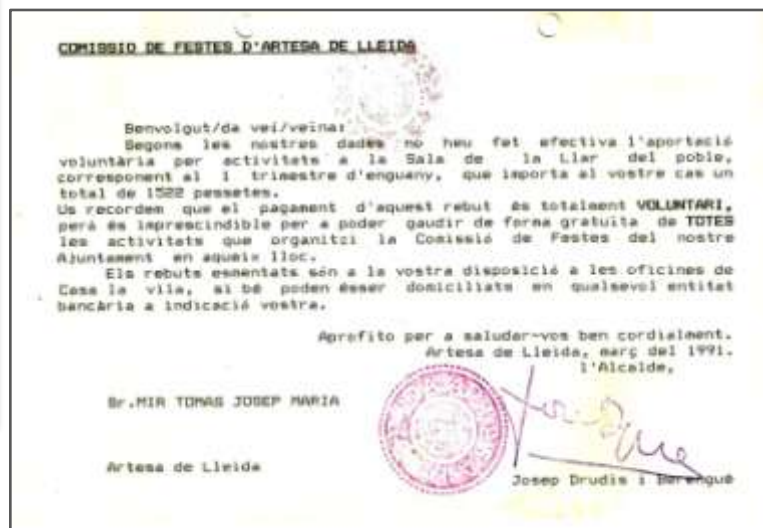 COMISSIO DE FESTES D'ARTESA DE LLEIDA
Benvolgut/da veí/veïna:
Segons les nostres dades no heu fet efectiva l'aportació
voluntària per activitats a la Sala de la Llar del poble,
corresponent al 1 trimestre d'enguany, que importa al vostre cas un
total de 1522 pessetes.
Us recordem que el pagament d'aquest rebut és totalment VOLUNTARI,
però és imprescindible per a poder gaudir de forma gratuïta de TOTES
les activitats que organitzi la Comissió de Festes del nostre
Ajuntament en aqueix lloc.
Els rebuts esmentats són a la vostra disposició a les oficines de
Casa la vila, si bé poden ésser domiciliats en qualsevol entitat
bancària a indicació vostra.
Aprofito per a saludar-vos ben cordialment.
Artesa de Lleida, març del 1991.
l'Alcalde,
Sr.MIR TOMAS JOSEP MARIA
Artesa de Lleida
Josep Drudis i Berengué